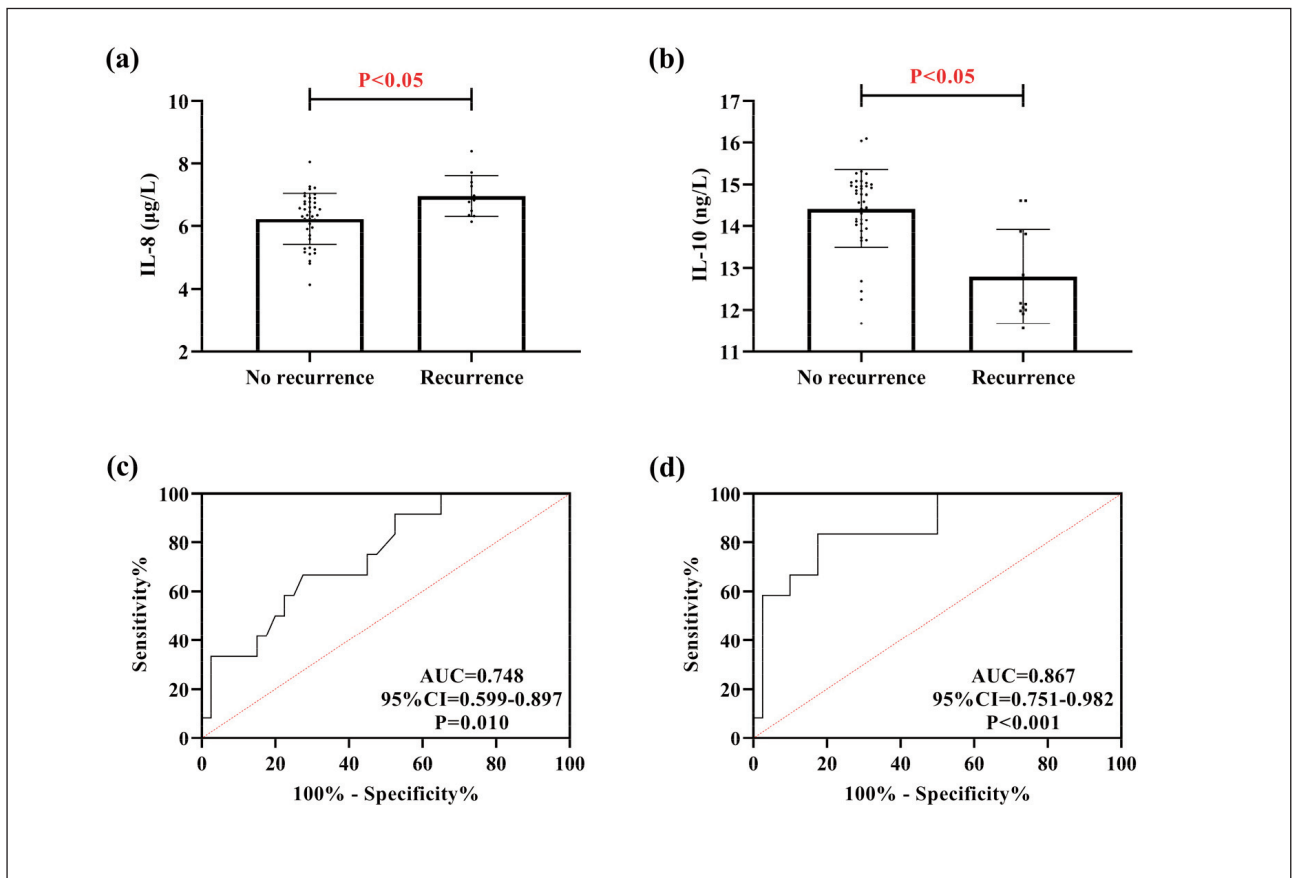 (a)
P<0.05
10
8
6
4
2
IL-8 (μg/L)
No recurrence
Recurrence
(b)
P<0.05
17
16
15
14
13
12
11
IL-10 (ng/L)
No recurrence
Recurrence
(c)
100
80
60
40
20
0
Sensitivity%
AUC=0.748
95%CI=0.599-0.897
P=0.010
0 20 40 60 80 100
100% - Specificity%
(d)
100
80
60
40
20
0
Sensitivity%
AUC=0.867
95%CI=0.751-0.982
P<0.001
0 20 40 60 80 100
100% - Specificity%